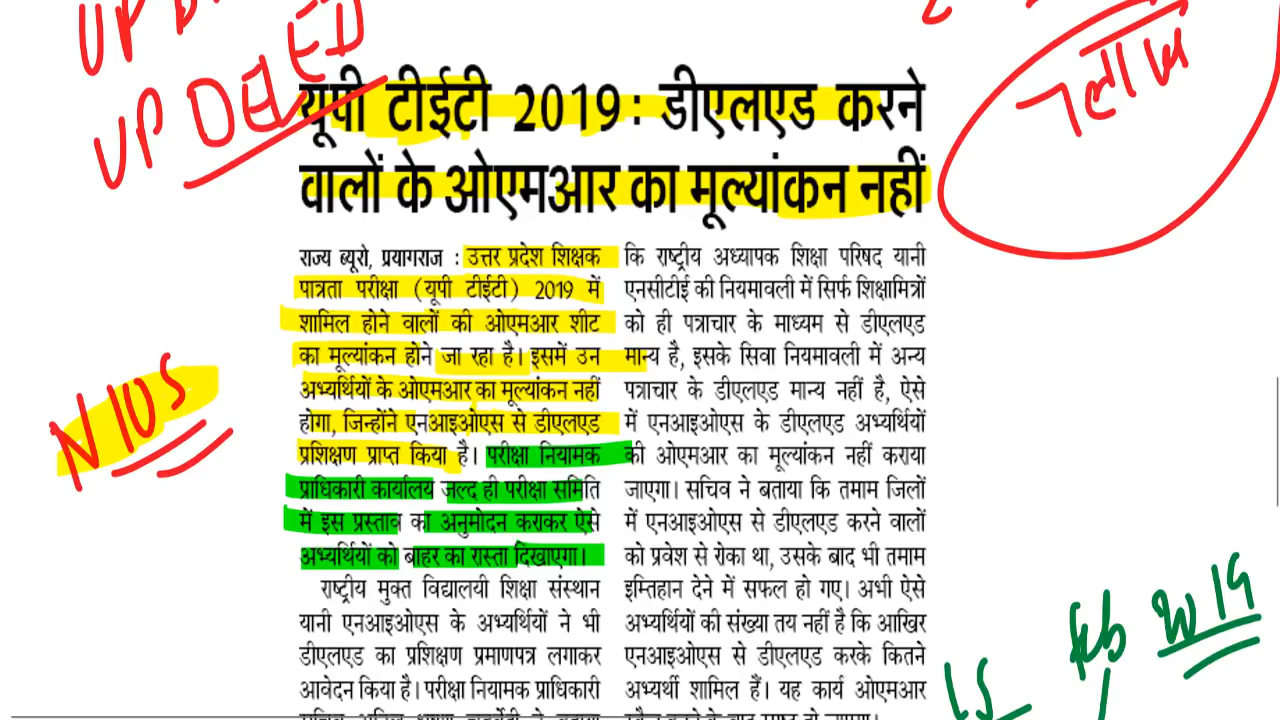 UP
UP DELED
7 लाख
यूपी टीईटी 2019 : डीएलएड करने
वालों के ओएमआर का मूल्यांकन नहीं
राज्य ब्यूरो, प्रयागराज : उत्तर प्रदेश शिक्षक
पात्रता परीक्षा (यूपी टीईटी) 2019 में
शामिल होने वालों की ओएमआर शीट
का मूल्यांकन होने जा रहा है। इसमें उन
अभ्यर्थियों के ओएमआर का मूल्यांकन नहीं
होगा, जिन्होंने एनआइओएस से डीएलएड
प्रशिक्षण प्राप्त किया है। परीक्षा नियामक
प्राधिकारी कार्यालय जल्द ही परीक्षा समिति
में इस प्रस्ताव का अनुमोदन कराकर ऐसे
अभ्यर्थियों को बाहर का रास्ता दिखाएगा।
राष्ट्रीय मुक्त विद्यालयी शिक्षा संस्थान
यानी एनआइओएस के अभ्यर्थियों ने भी
डीएलएड का प्रशिक्षण प्रमाणपत्र लगाकर
आवेदन किया है। परीक्षा नियामक प्राधिकारी
कि राष्ट्रीय अध्यापक शिक्षा परिषद यानी
एनसीटीई की नियमावली में सिर्फ शिक्षामित्रों
को ही पत्राचार के माध्यम से डीएलएड
मान्य है, इसके सिवा नियमावली में अन्य
पत्राचार के डीएलएड मान्य नहीं है, ऐसे
में एनआइओएस के डीएलएड अभ्यर्थियों
की ओएमआर का मूल्यांकन नहीं कराया
जाएगा। सचिव ने बताया कि तमाम जिलों
में एनआइओएस से डीएलएड करने वालों
को प्रवेश से रोका था, उसके बाद भी तमाम
इम्तिहान देने में सफल हो गए। अभी ऐसे
अभ्यर्थियों की संख्या तय नहीं है कि आखिर
एनआइओएस से डीएलएड करके कितने
अभ्यर्थी शामिल हैं। यह कार्य ओएमआर
NIOS